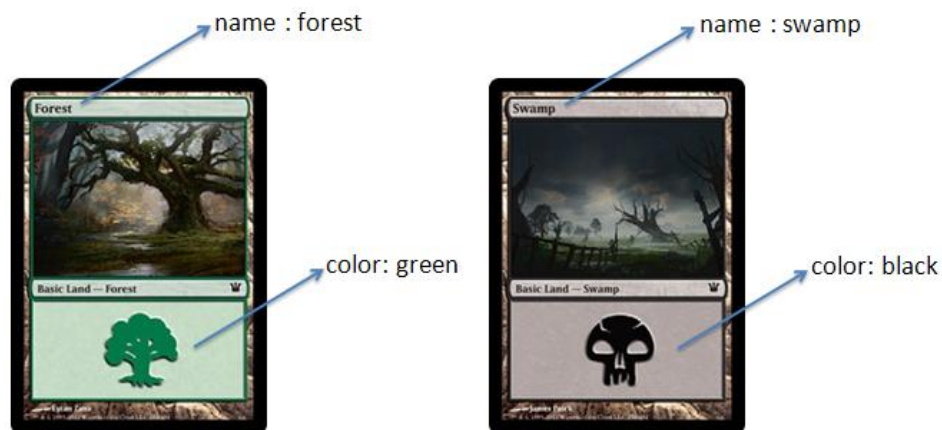 name : forest
name : swamp
Forest
Swamp
color: green
color: black
Basic Land — Forest
Basic Land — Swamp